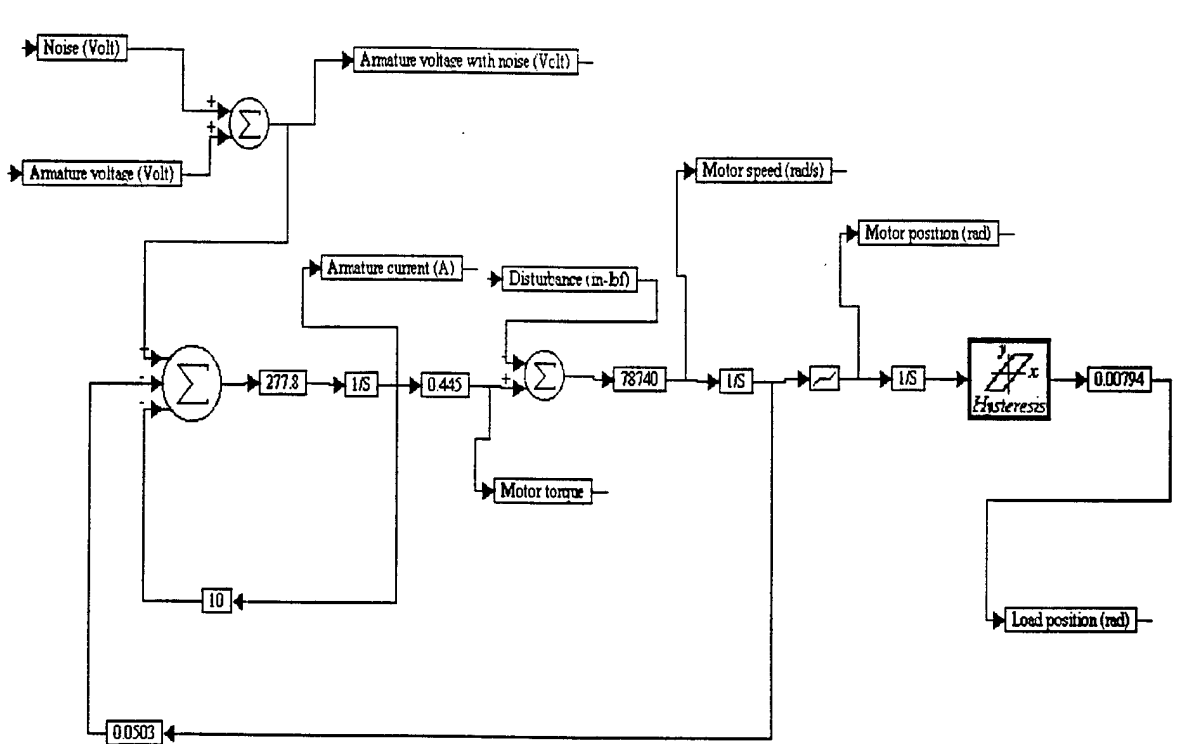 Noise (Volt)
Armature voltage with noise (Volt)
+
+
Σ
Armature voltage (Volt)
Motor speed (rad/s)
Motor position (rad)
Armature current (A)
Disturbance (in-lbf)
-
-
Σ
277.8
1/S
0.445
-
+
Σ
78740
1/S
1/S
y
x
Hysteresis
0.00794
Motor torque
10
Load position (rad)
0.0503